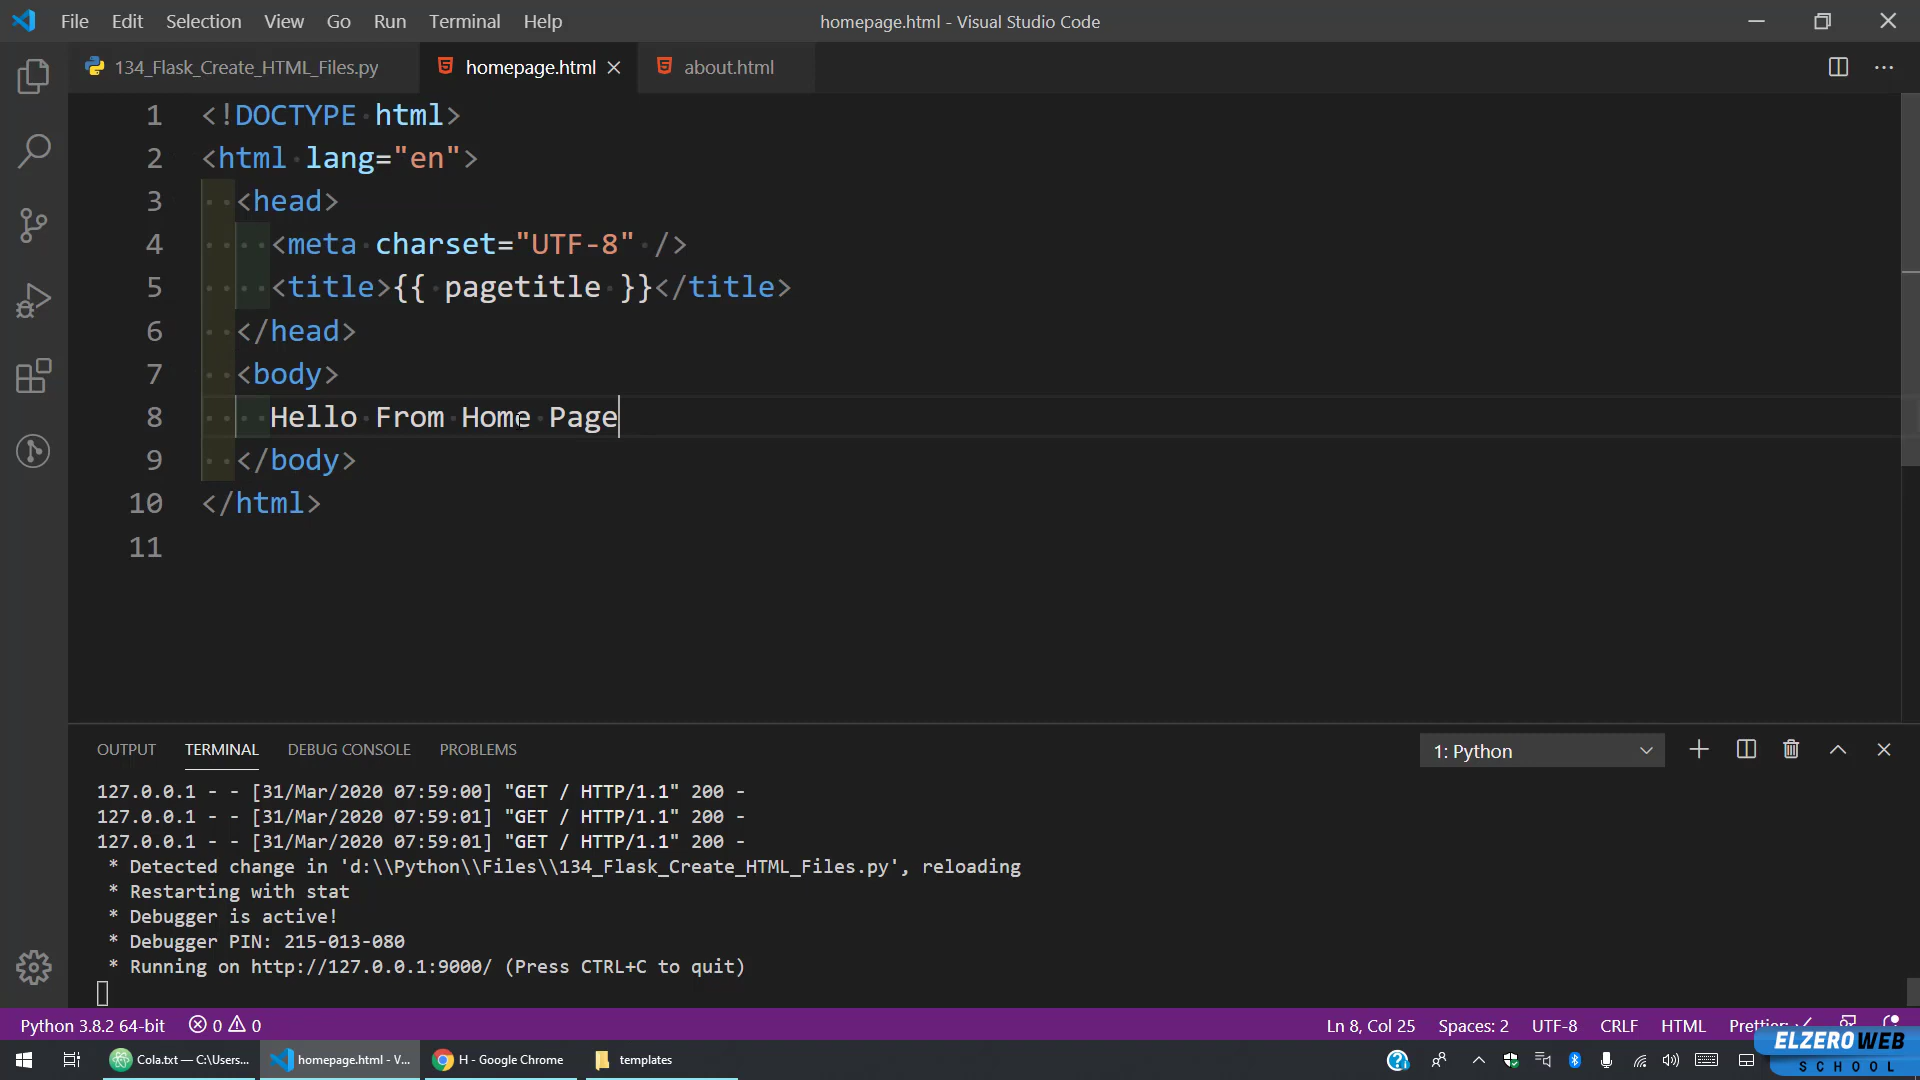 File Edit Selection View Go Run Terminal Help homepage.html - Visual Studio Code
134_Flask_Create_HTML_Files.py homepage.html about.html
1 <!DOCTYPE html>
2 <html lang="en">
3 <head>
4 <meta charset="UTF-8" />
5 <title>{{ pagetitle }}</title>
6 </head>
7 <body>
8 Hello From Home Page
9 </body>
10 </html>
11
OUTPUT TERMINAL DEBUG CONSOLE PROBLEMS 1: Python
127.0.0.1 - - [31/Mar/2020 07:59:00] "GET / HTTP/1.1" 200 -
127.0.0.1 - - [31/Mar/2020 07:59:01] "GET / HTTP/1.1" 200 -
127.0.0.1 - - [31/Mar/2020 07:59:01] "GET / HTTP/1.1" 200 -
* Detected change in 'd:\\Python\\Files\\134_Flask_Create_HTML_Files.py', reloading
* Restarting with stat
* Debugger is active!
* Debugger PIN: 215-013-080
* Running on http://127.0.0.1:9000/ (Press CTRL+C to quit)
Python 3.8.2 64-bit 0 0 Ln 8, Col 25 Spaces: 2 UTF-8 CRLF HTML
Cola.txt — C:\Users... homepage.html - V... H - Google Chrome templates
ELZEROWEB
SCHOOL